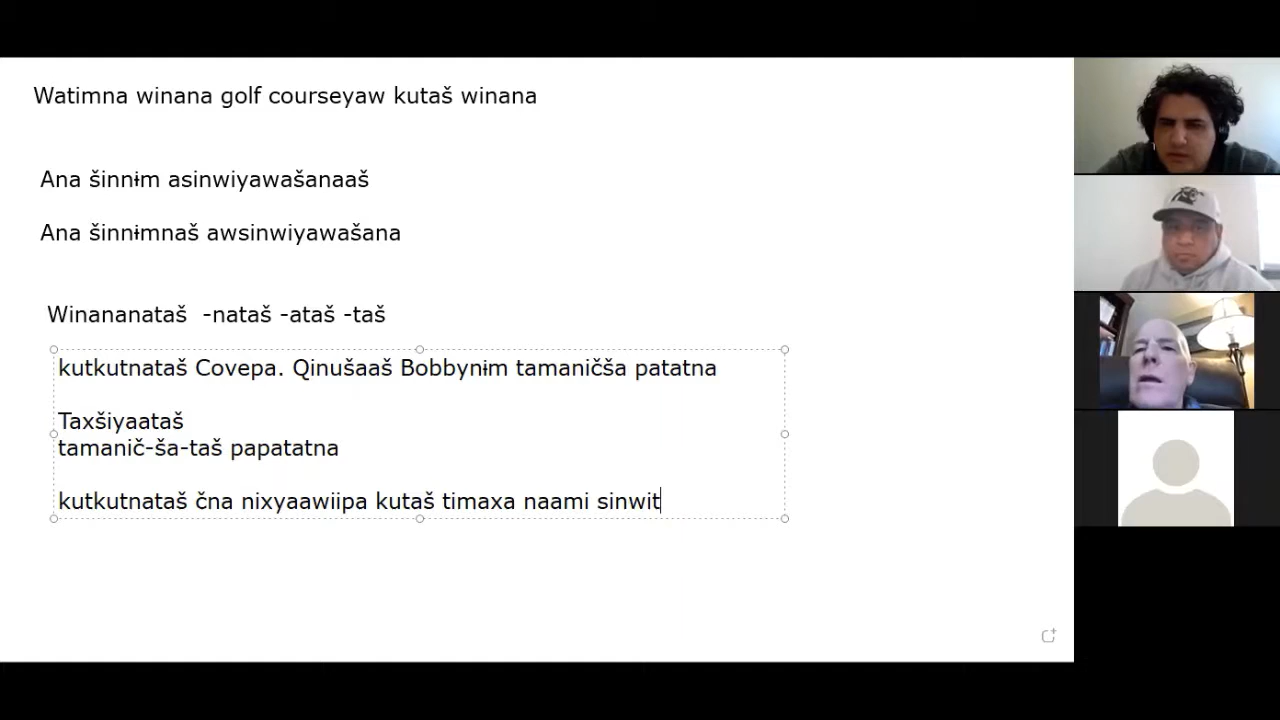 Watimna winana golf courseyaw kutaš winana
Ana šinnɨm asinwiyawašanaaš
Ana šinnɨmnaš awsinwiyawašana
Winananataš -nataš -ataš -taš
kutkutnataš Covepa. Qinušaaš Bobbynɨm tamaničša patatna
Taxšiyaataš
tamanič-ša-taš papatatna
kutkutnataš čna nixyaawiipa kutaš timaxa naami sinwit